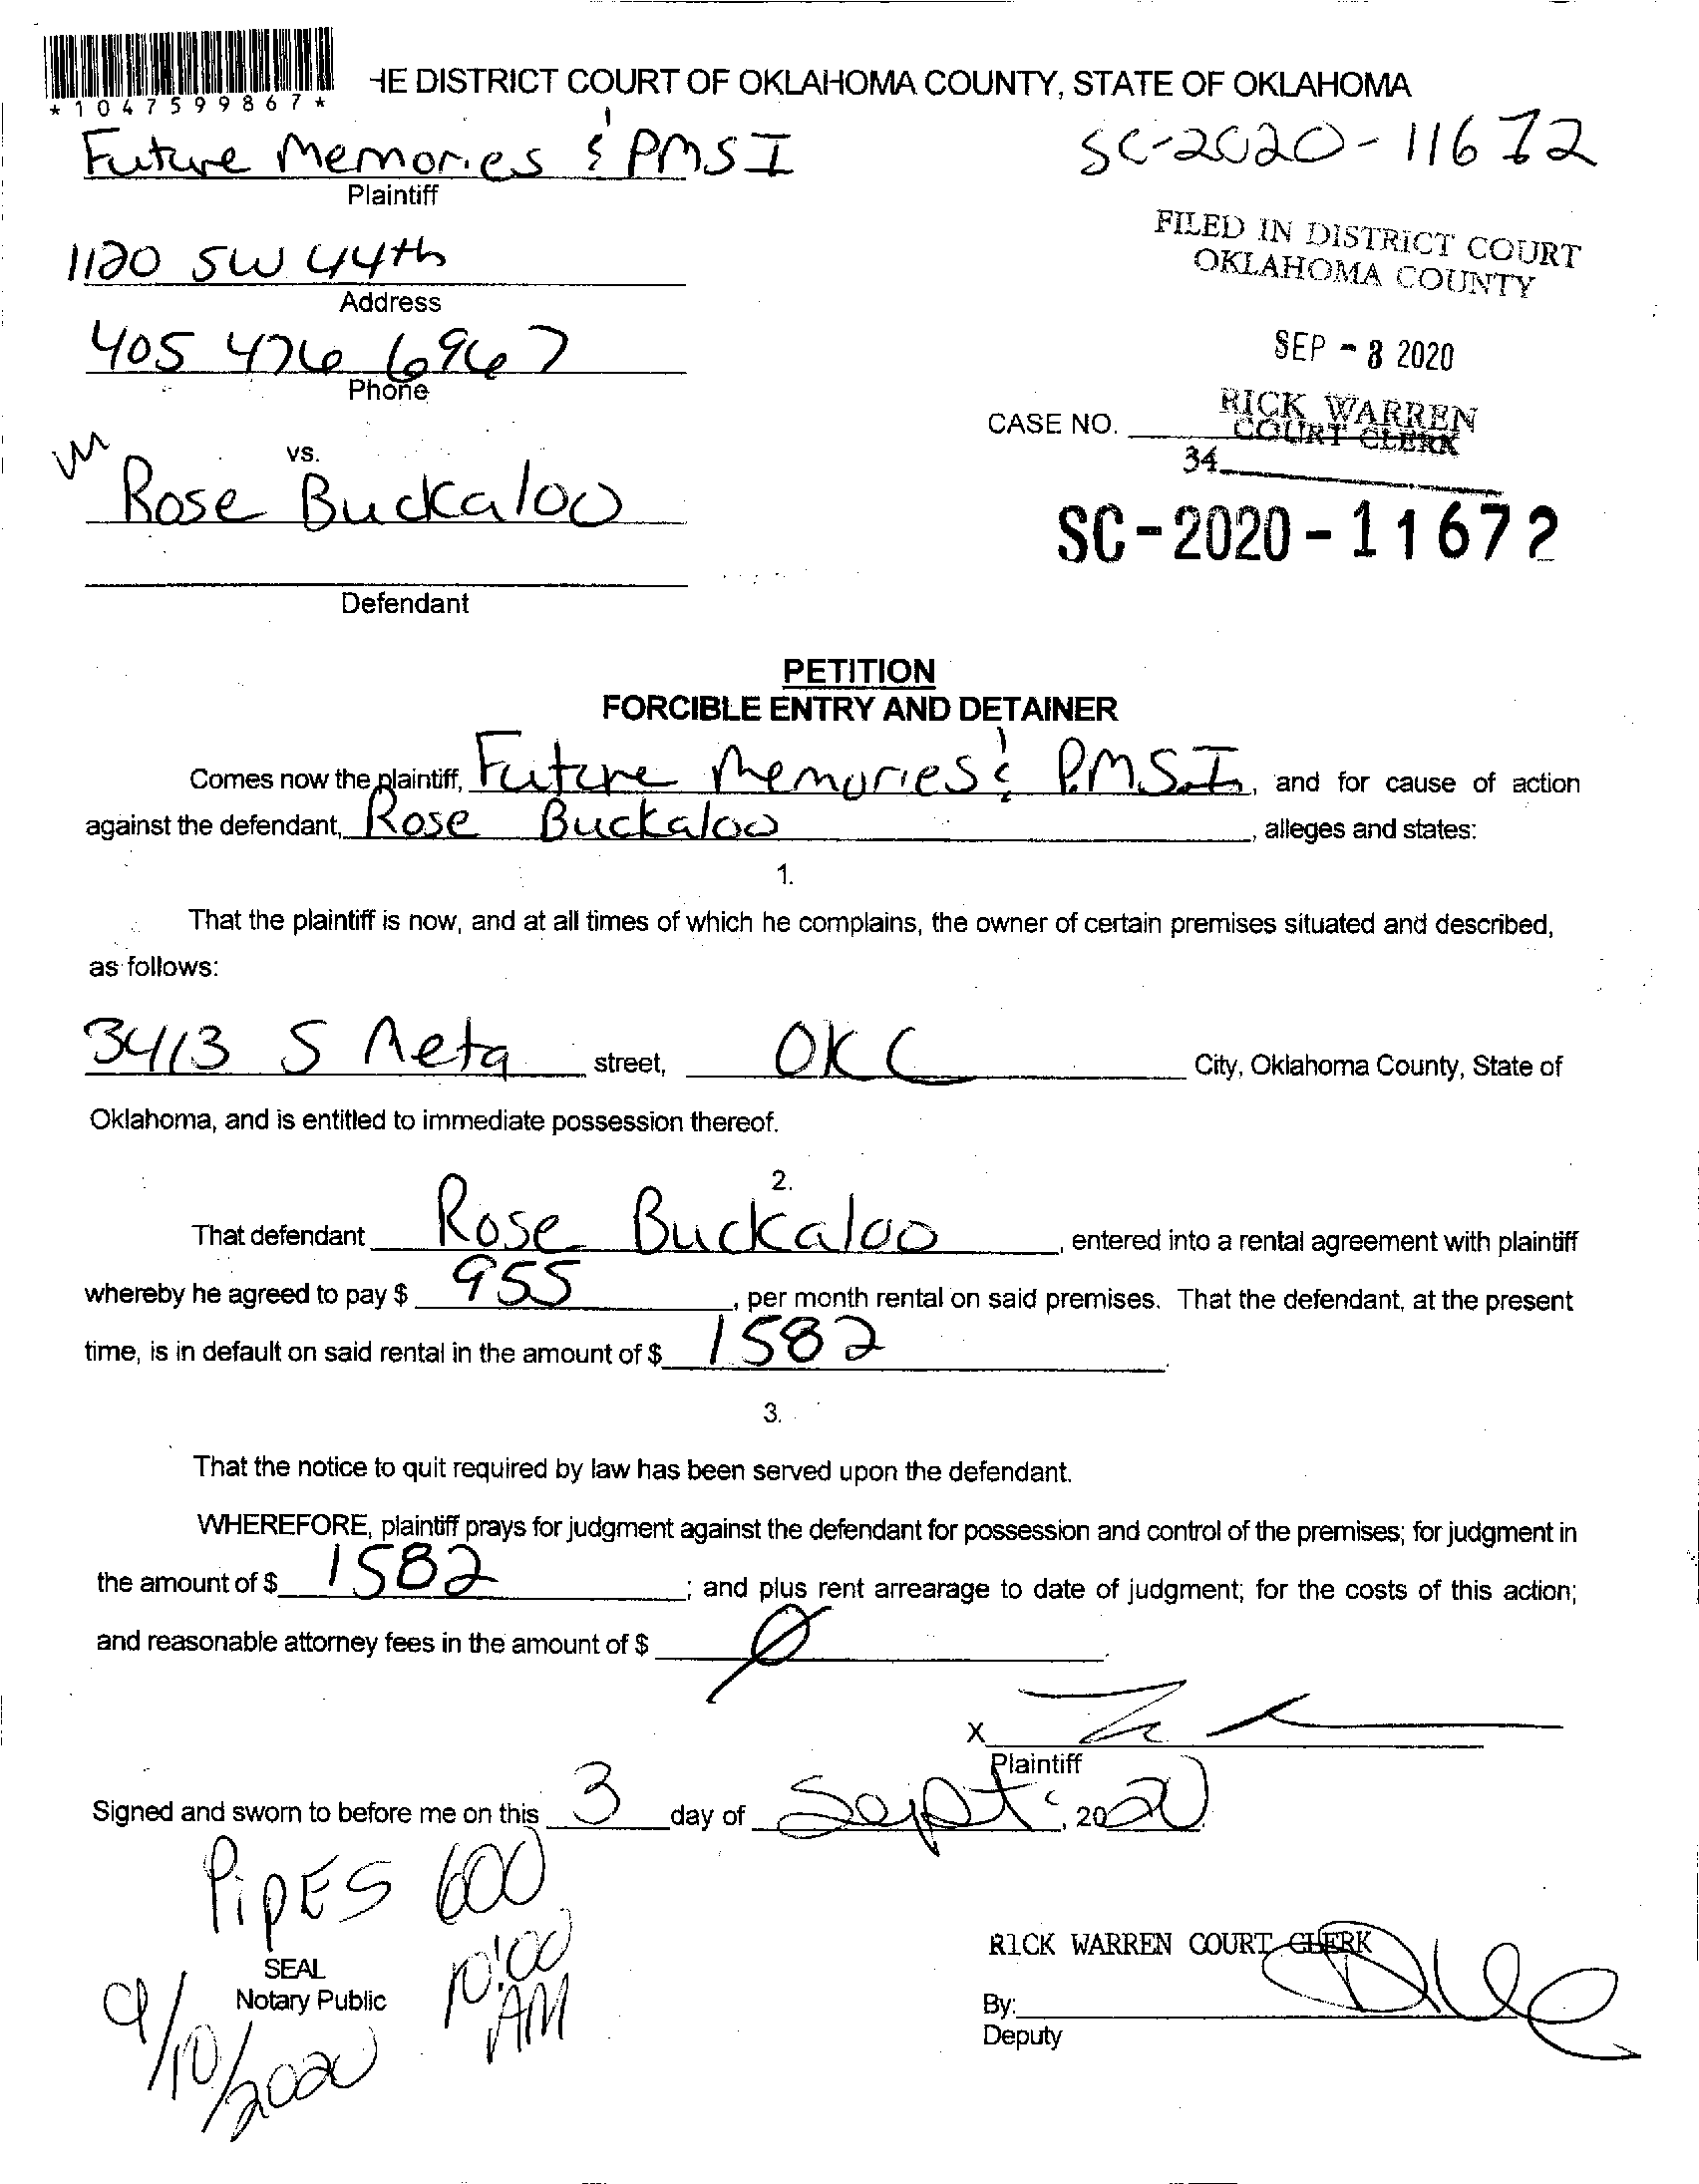 *1047599867*
HE DISTRICT COURT OF OKLAHOMA COUNTY, STATE OF OKLAHOMA
Future Memories & PMSI
SC-2020-11672
Plaintiff
1120 SW 44th
Address
FILED IN DISTRICT COURT
OKLAHOMA COUNTY
405 476 6967
Phone
SEP - 8 2020
RICK WARREN
COURT CLERK
CASE NO.
34
vs.
Rose Buckaloo
SC-2020-11672
Defendant
PETITION
FORCIBLE ENTRY AND DETAINER
Comes now the plaintiff, Future Memories & P.M.S.I, and for cause of action
against the defendant, Rose Buckaloo, alleges and states:
1.
That the plaintiff is now, and at all times of which he complains, the owner of certain premises situated and described,
as follows:
3413 S Meta street, OKC City, Oklahoma County, State of
Oklahoma, and is entitled to immediate possession thereof.
2.
That defendant Rose Buckaloo, entered into a rental agreement with plaintiff
whereby he agreed to pay $ 955, per month rental on said premises. That the defendant, at the present
time, is in default on said rental in the amount of $ 1582.
3.
That the notice to quit required by law has been served upon the defendant.
WHEREFORE, plaintiff prays for judgment against the defendant for possession and control of the premises; for judgment in
the amount of $ 1582; and plus rent arrearage to date of judgment; for the costs of this action;
and reasonable attorney fees in the amount of $ 0.
X
Plaintiff
Signed and sworn to before me on this 3 day of Sept, 2020.
PIPES 600
10:00 AM
SEAL
Notary Public
9/10/2020
RICK WARREN COURT CLERK
By:
Deputy